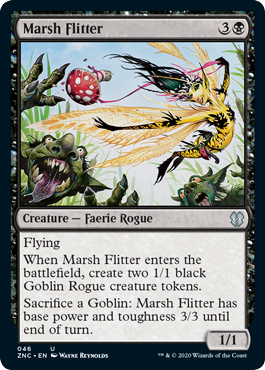 Marsh Flitter 3
Creature — Faerie Rogue
Flying
When Marsh Flitter enters the
battlefield, create two 1/1 black
Goblin Rogue creature tokens.
Sacrifice a Goblin: Marsh Flitter has
base power and toughness 3/3 until
end of turn.
1/1
046 U
ZNC • EN Wayne Reynolds
™ & © 2020 Wizards of the Coast